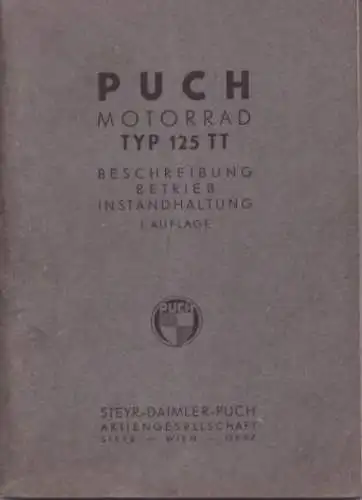 PUCH
MOTORRAD
TYP 125 TT
BESCHREIBUNG
BETRIEB
INSTANDHALTUNG
1. AUFLAGE
PUCH
STEYR-DAIMLER-PUCH
AKTIENGESELLSCHAFT
STEYR — WIEN — GRAZ